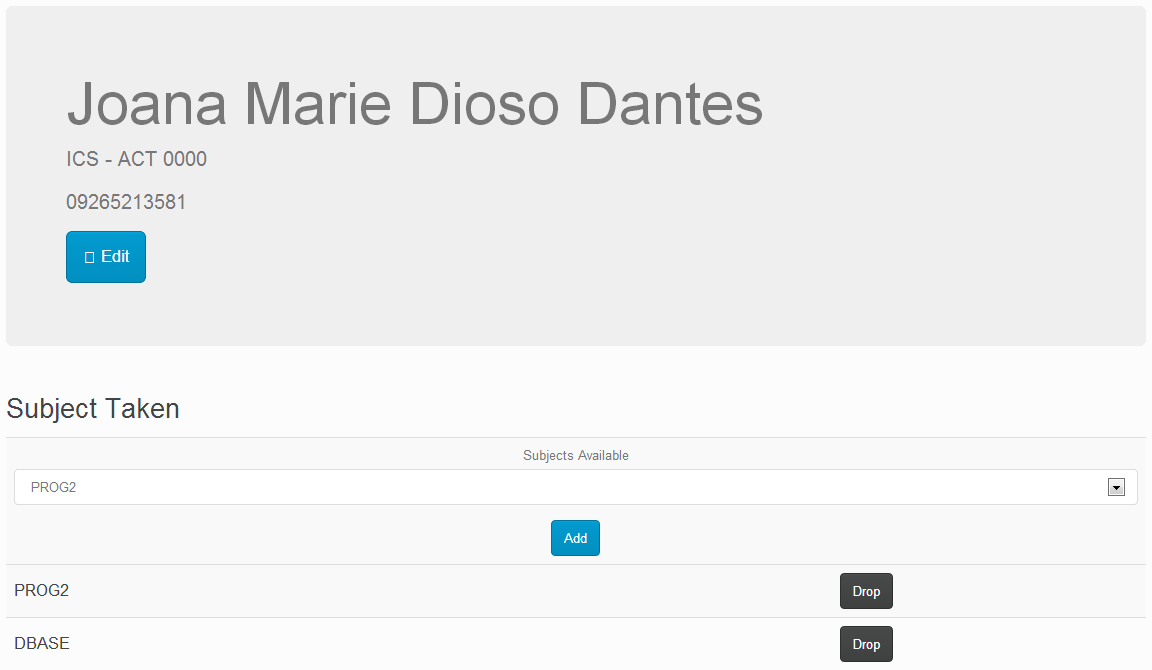 Joana Marie Dioso Dantes
ICS - ACT 0000
09265213581
Edit
Subject Taken
Subjects Available
PROG2
Add
PROG2 Drop
DBASE Drop